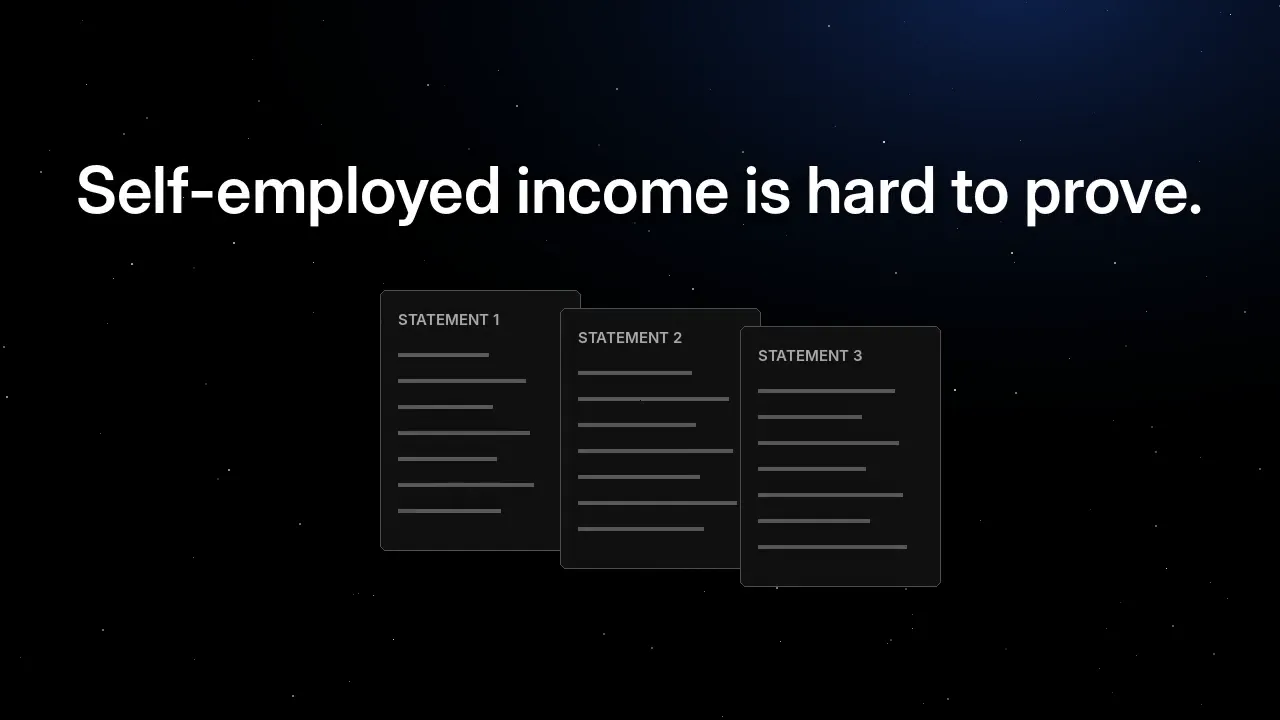 Self-employed income is hard to prove.
STATEMENT 1
STATEMENT 2
STATEMENT 3